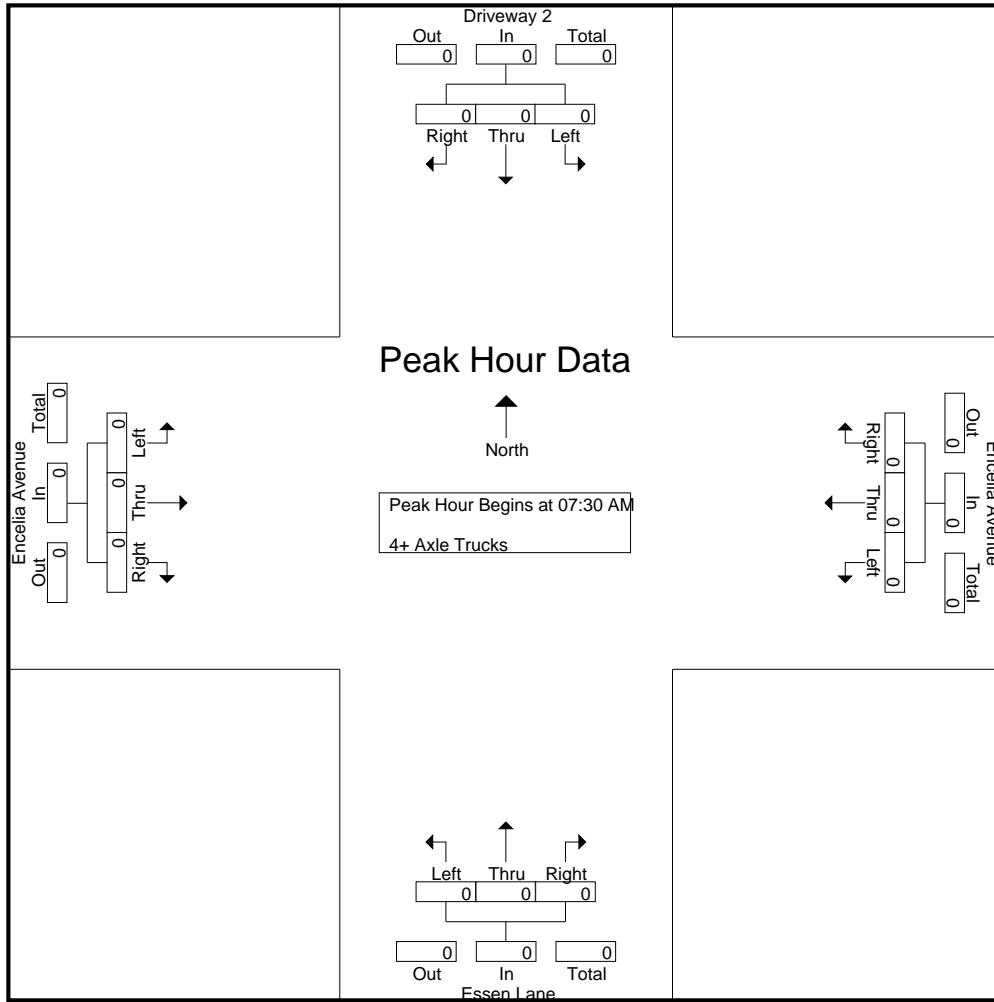 Driveway 2
Out In Total
0 0 0
0 0 0
Right Thru Left
Peak Hour Data
North
Peak Hour Begins at 07:30 AM
4+ Axle Trucks
Encelia Avenue
Out In Total
0 0 0
0 0 0
Right Thru Left
Encelia Avenue
Out In Total
0 0 0
0 0 0
Right Thru Left
Left Thru Right
0 0 0
0 0 0
Out In Total
Essen Lane